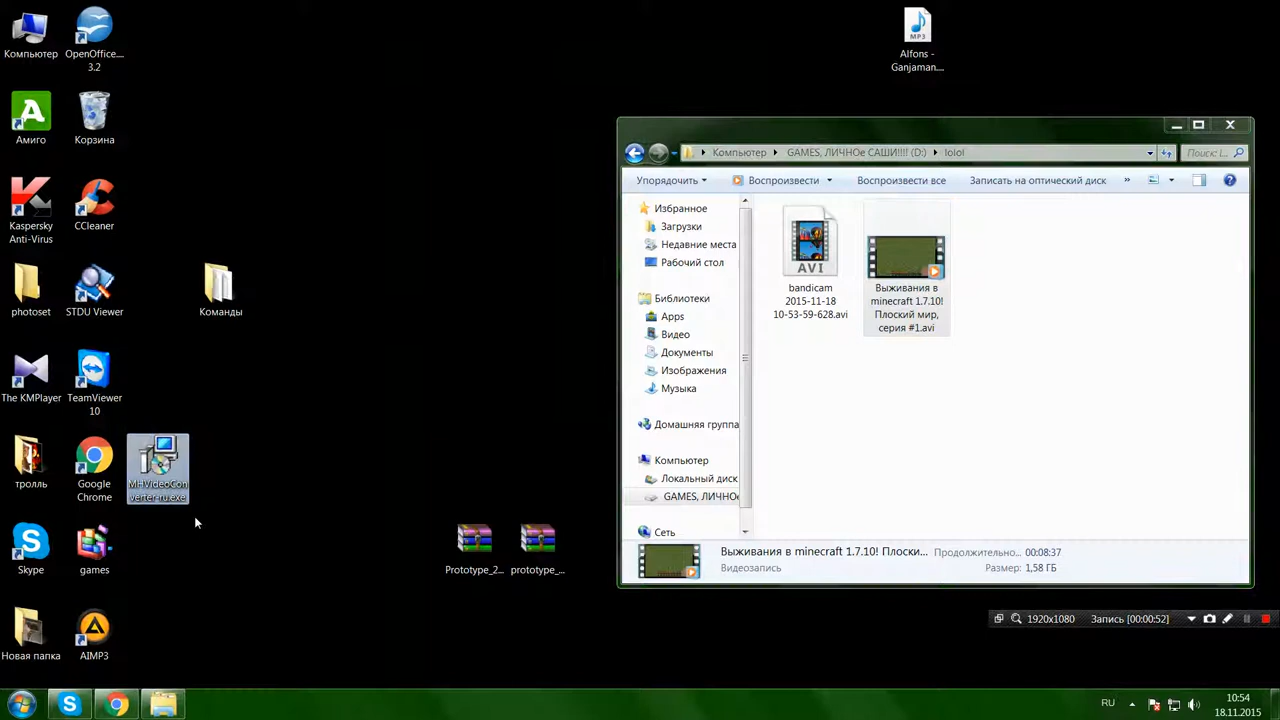 Компьютер
OpenOffice....
3.2
Амиго
Корзина
Kaspersky
Anti-Virus
CCleaner
photoset
STDU Viewer
Команды
The KMPlayer
TeamViewer
10
тролль
Google
Chrome
MHVideoCon
verter-ru.exe
Skype
games
Prototype_2...
prototype_...
Новая папка
AIMP3
MP3
Alfons -
Ganjaman....
Компьютер
GAMES, ЛИЧНОе САШИ!!!! (D:)
lolol
Поиск: l...
Упорядочить
Воспроизвести
Воспроизвести все
Записать на оптический диск
»
Избранное
Загрузки
Недавние места
Рабочий стол
Библиотеки
Apps
Видео
Документы
Изображения
Музыка
Домашняя группа
Компьютер
Локальный диск
GAMES, ЛИЧНОе
Сеть
AVI
bandicam
2015-11-18
10-53-59-628.avi
Выживания в
minecraft 1.7.10!
Плоский мир,
серия #1.avi
Выживания в minecraft 1.7.10! Плоски...
Продолжительно... 00:08:37
Видеозапись
Размер: 1,58 ГБ
1920x1080
Запись [00:00:52]
RU
10:54
18.11.2015